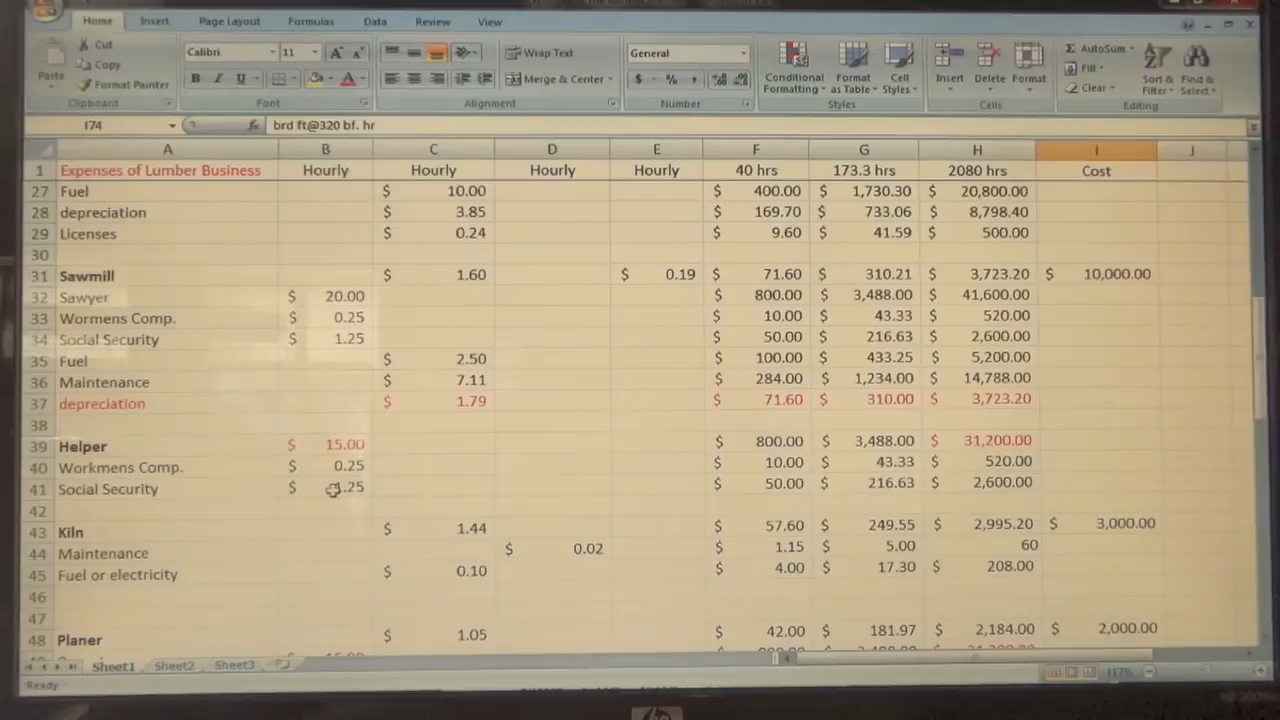 Home Insert Page Layout Formulas Data Review View
Cut
Copy
Format Painter
Paste
Clipboard
Calibri 11 A A
B I U A
Font
Wrap Text
Merge & Center
Alignment
General
$ % ,
Number
Conditional Formatting
Format as Table
Cell Styles
Styles
Insert Delete Format
Cells
Σ AutoSum
Fill
Clear
Sort & Filter
Find & Select
Editing
I74 fx brd ft@320 bf. hr
A B C D E F G H I J
1 Expenses of Lumber Business Hourly Hourly Hourly Hourly 40 hrs 173.3 hrs 2080 hrs Cost
27 Fuel $ 10.00 $ 400.00 $ 1,730.30 $ 20,800.00
28 depreciation $ 3.85 $ 169.70 $ 733.06 $ 8,798.40
29 Licenses $ 0.24 $ 9.60 $ 41.59 $ 500.00
30
31 Sawmill $ 1.60 $ 0.19 $ 71.60 $ 310.21 $ 3,723.20 $ 10,000.00
32 Sawyer $ 20.00 $ 800.00 $ 3,488.00 $ 41,600.00
33 Wormens Comp. $ 0.25 $ 10.00 $ 43.33 $ 520.00
34 Social Security $ 1.25 $ 50.00 $ 216.63 $ 2,600.00
35 Fuel $ 2.50 $ 100.00 $ 433.25 $ 5,200.00
36 Maintenance $ 7.11 $ 284.00 $ 1,234.00 $ 14,788.00
37 depreciation $ 1.79 $ 71.60 $ 310.00 $ 3,723.20
38
39 Helper $ 15.00 $ 800.00 $ 3,488.00 $ 31,200.00
40 Workmens Comp. $ 0.25 $ 10.00 $ 43.33 $ 520.00
41 Social Security $ 1.25 $ 50.00 $ 216.63 $ 2,600.00
42
43 Kiln $ 1.44 $ 57.60 $ 249.55 $ 2,995.20 $ 3,000.00
44 Maintenance $ 0.02 $ 1.15 $ 5.00 60
45 Fuel or electricity $ 0.10 $ 4.00 $ 17.30 $ 208.00
46
47
48 Planer $ 1.05 $ 42.00 $ 181.97 $ 2,184.00 $ 2,000.00
Sheet1 Sheet2 Sheet3
Ready 117%
hp